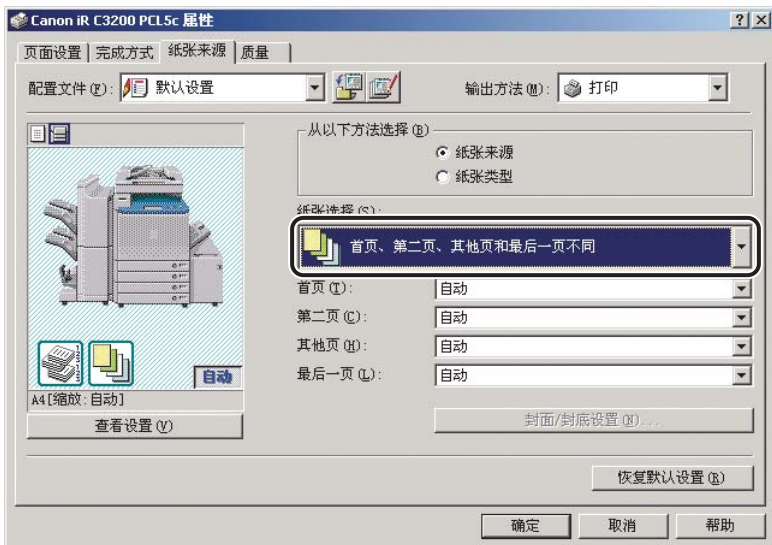 Canon iR C3200 PCL5c 属性
页面设置 完成方式 纸张来源 质量
配置文件(F): 默认设置 输出方法(M): 打印
从以下方法选择(B)
纸张来源
纸张类型
纸张选择(S):
首页、第二页、其他页和最后一页不同
首页(I): 自动
第二页(C): 自动
其他页(H): 自动
最后一页(L): 自动
自动
A4[缩放:自动]
查看设置(V)
封面/封底设置(N)...
恢复默认设置(R)
确定 取消 帮助